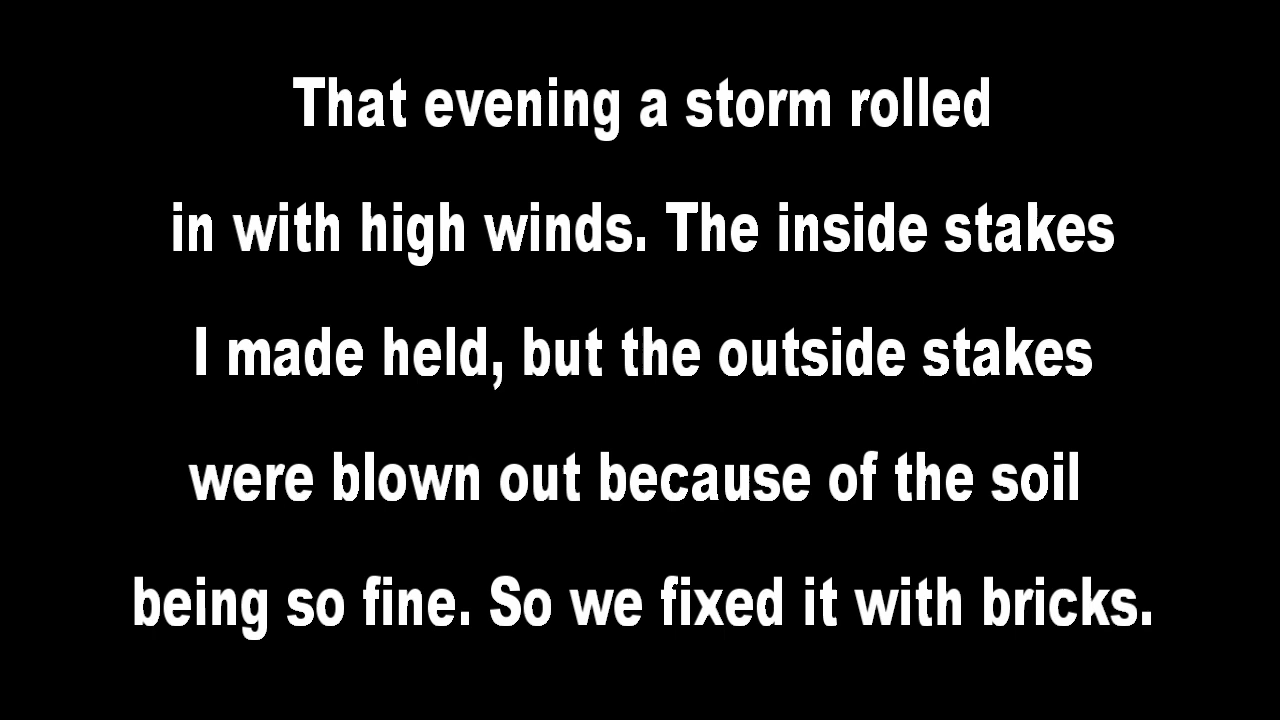 That evening a storm rolled
in with high winds. The inside stakes
I made held, but the outside stakes
were blown out because of the soil
being so fine. So we fixed it with bricks.